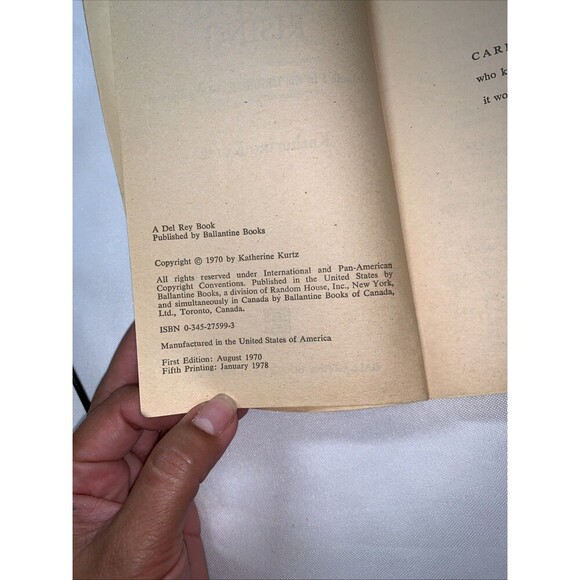 A Del Rey Book
Published by Ballantine Books
Copyright © 1970 by Katherine Kurtz
All rights reserved under International and Pan-American
Copyright Conventions. Published in the United States by
Ballantine Books, a division of Random House, Inc., New York,
and simultaneously in Canada by Ballantine Books of Canada,
Ltd., Toronto, Canada.
ISBN 0-345-27599-3
Manufactured in the United States of America
First Edition: August 1970
Fifth Printing: January 1978
who
it